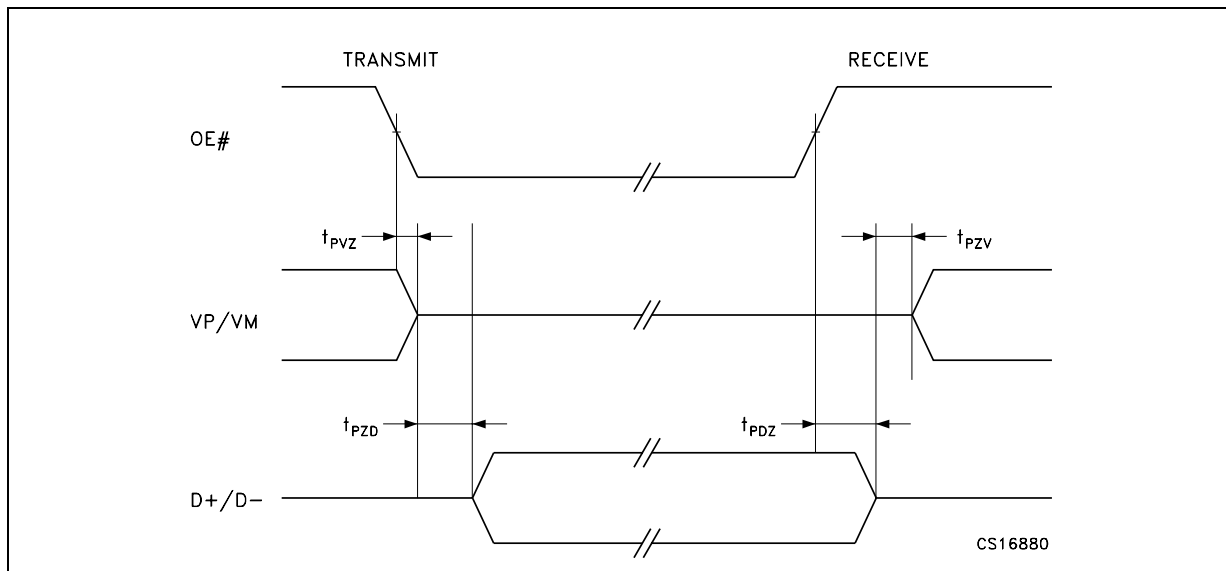 TRANSMIT RECEIVE
OE#
tPVZ tPZV
VP/VM
tPZD tPDZ
D+/D-
CS16880